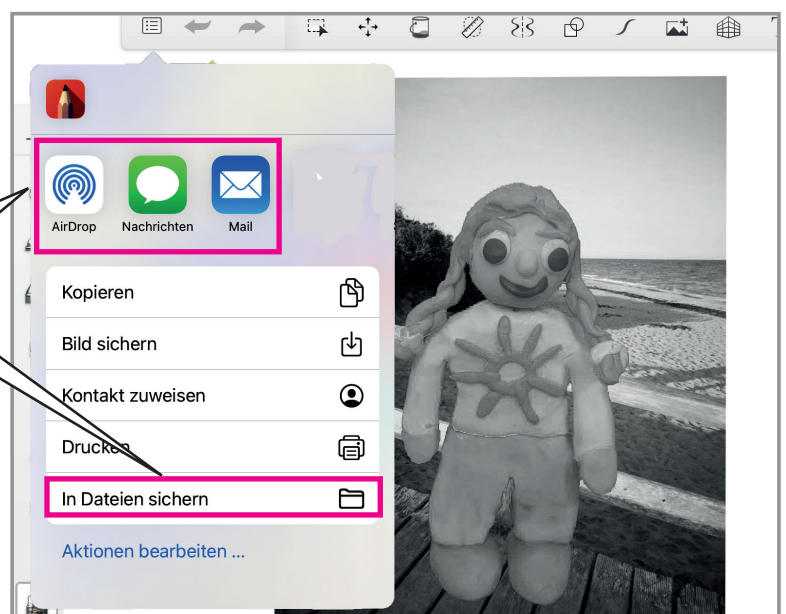 AirDrop
Nachrichten
Mail
Kopieren
Bild sichern
Kontakt zuweisen
Drucken
In Dateien sichern
Aktionen bearbeiten ...